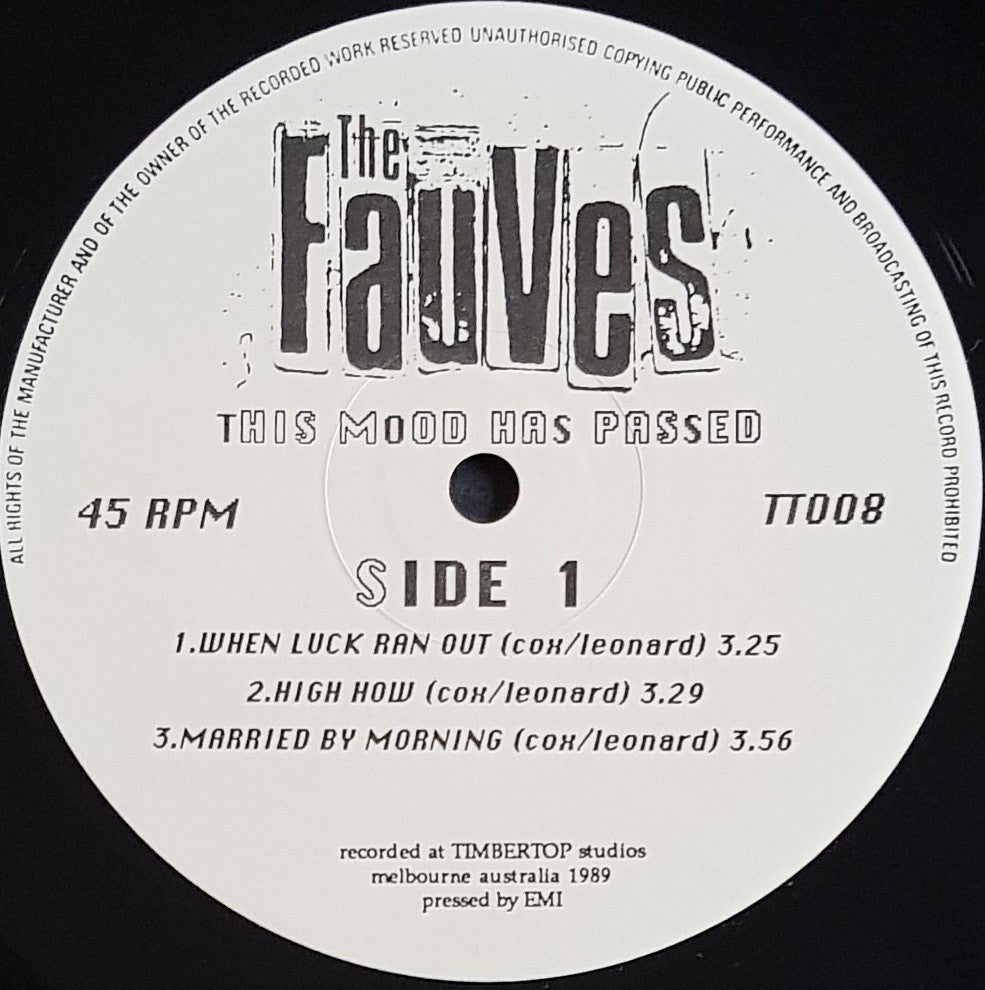 ALL RIGHTS OF THE MANUFACTURER AND OF THE OWNER OF THE RECORDED WORK RESERVED UNAUTHORISED COPYING PUBLIC PERFORMANCE AND BROADCASTING OF THIS RECORD PROHIBITED
The
Fauves
tHIS MOOD HAS PASSED
45 RPM
TT008
SIDE 1
1.WHEN LUCK RAN OUT (cox/leonard) 3.25
2.HIGH HOW (cox/leonard) 3.29
3.MARRIED BY MORNING (cox/leonard) 3.56
recorded at TIMBERTOP studios
melbourne australia 1989
pressed by EMI